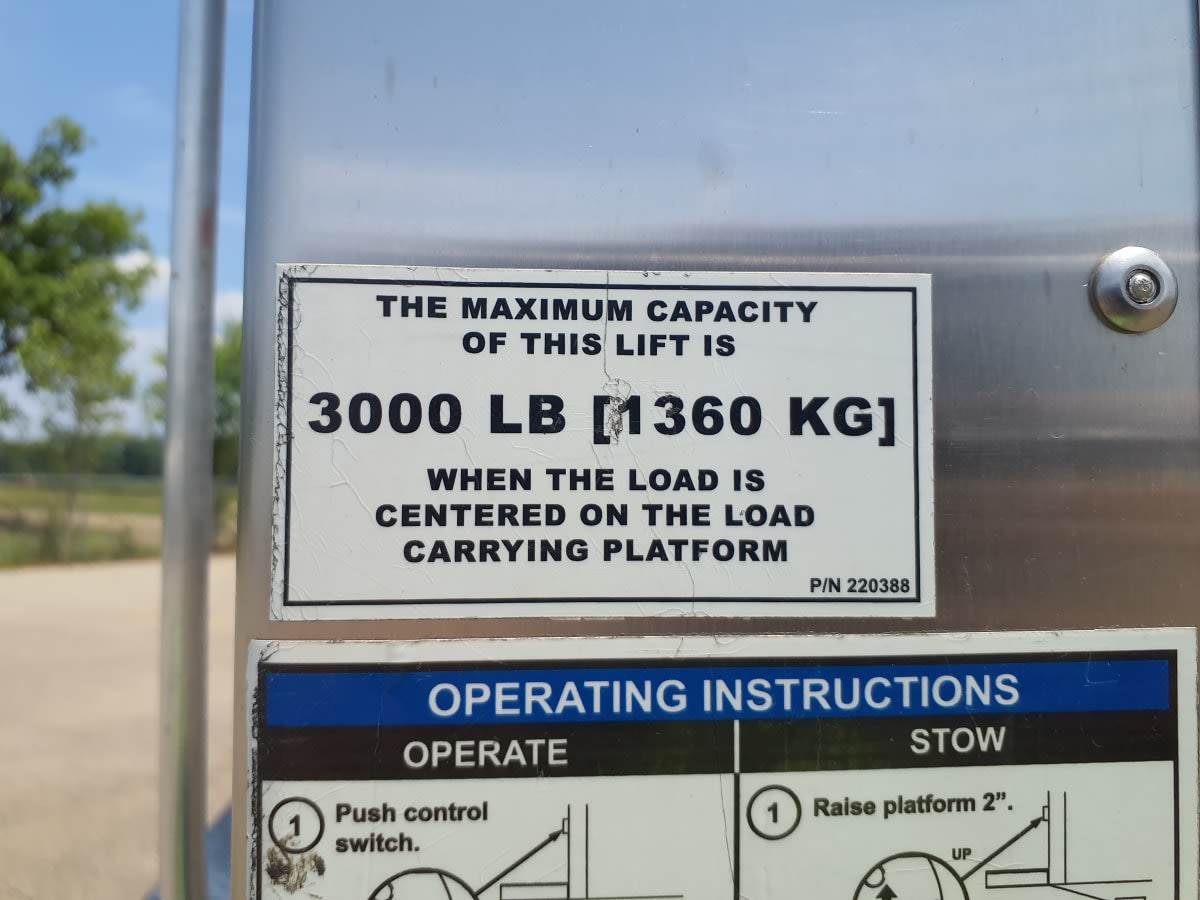 THE MAXIMUM CAPACITY
OF THIS LIFT IS
3000 LB [1360 KG]
WHEN THE LOAD IS
CENTERED ON THE LOAD
CARRYING PLATFORM
P/N 220388
OPERATING INSTRUCTIONS
OPERATE
1 Push control
switch.
STOW
1 Raise platform 2”.
UP